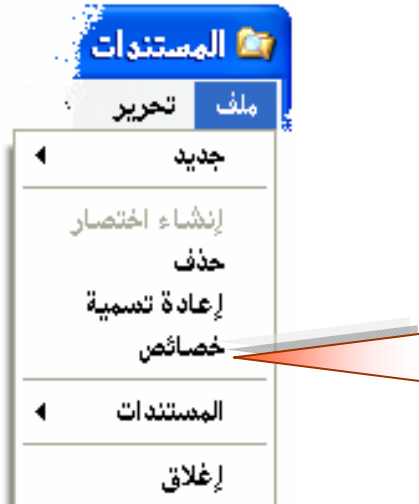 المستندات
ملف تحرير
جديد
إنشاء اختصار
حذف
إعادة تسمية
خصائص
المستندات
إغلاق